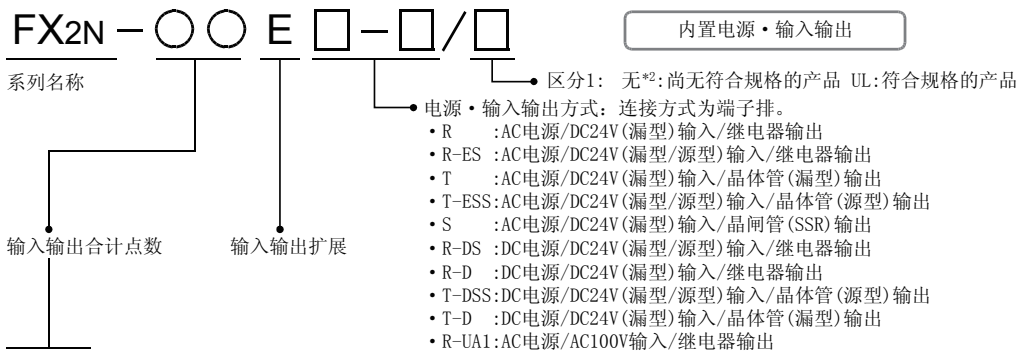 FX2N-○○E□-□/□
内置电源•输入输出
系列名称
区分1: 无*2:尚无符合规格的产品 UL:符合规格的产品
电源•输入输出方式: 连接方式为端子排。
•R :AC电源/DC24V(漏型)输入/继电器输出
•R-ES :AC电源/DC24V(漏型/源型)输入/继电器输出
•T :AC电源/DC24V(漏型)输入/晶体管(漏型)输出
•T-ESS:AC电源/DC24V(漏型/源型)输入/晶体管(源型)输出
•S :AC电源/DC24V(漏型)输入/晶闸管(SSR)输出
输入输出合计点数
输入输出扩展
•R-DS :DC电源/DC24V(漏型/源型)输入/继电器输出
•R-D :DC电源/DC24V(漏型)输入/继电器输出
•T-DSS:DC电源/DC24V(漏型/源型)输入/晶体管(源型)输出
•T-D :DC电源/DC24V(漏型)输入/晶体管(漏型)输出
•R-UA1:AC电源/AC100V输入/继电器输出